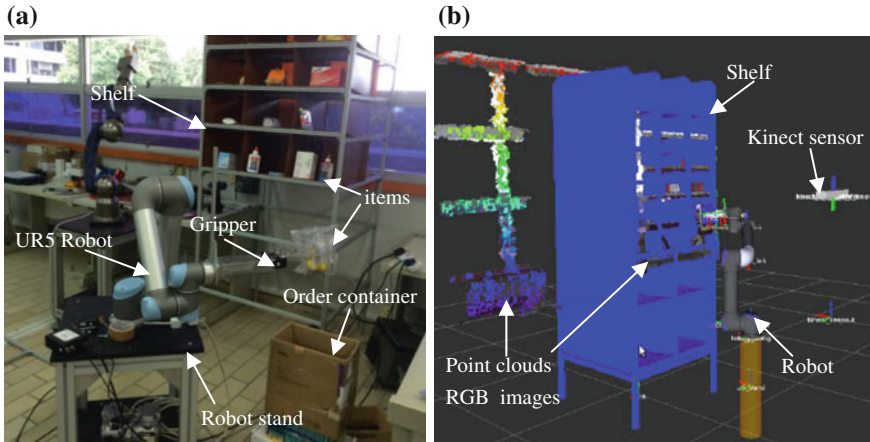 (a)
Shelf
items
Gripper
UR5 Robot
Order container
Robot stand
(b)
Shelf
Kinect sensor
Point clouds
RGB images
Robot